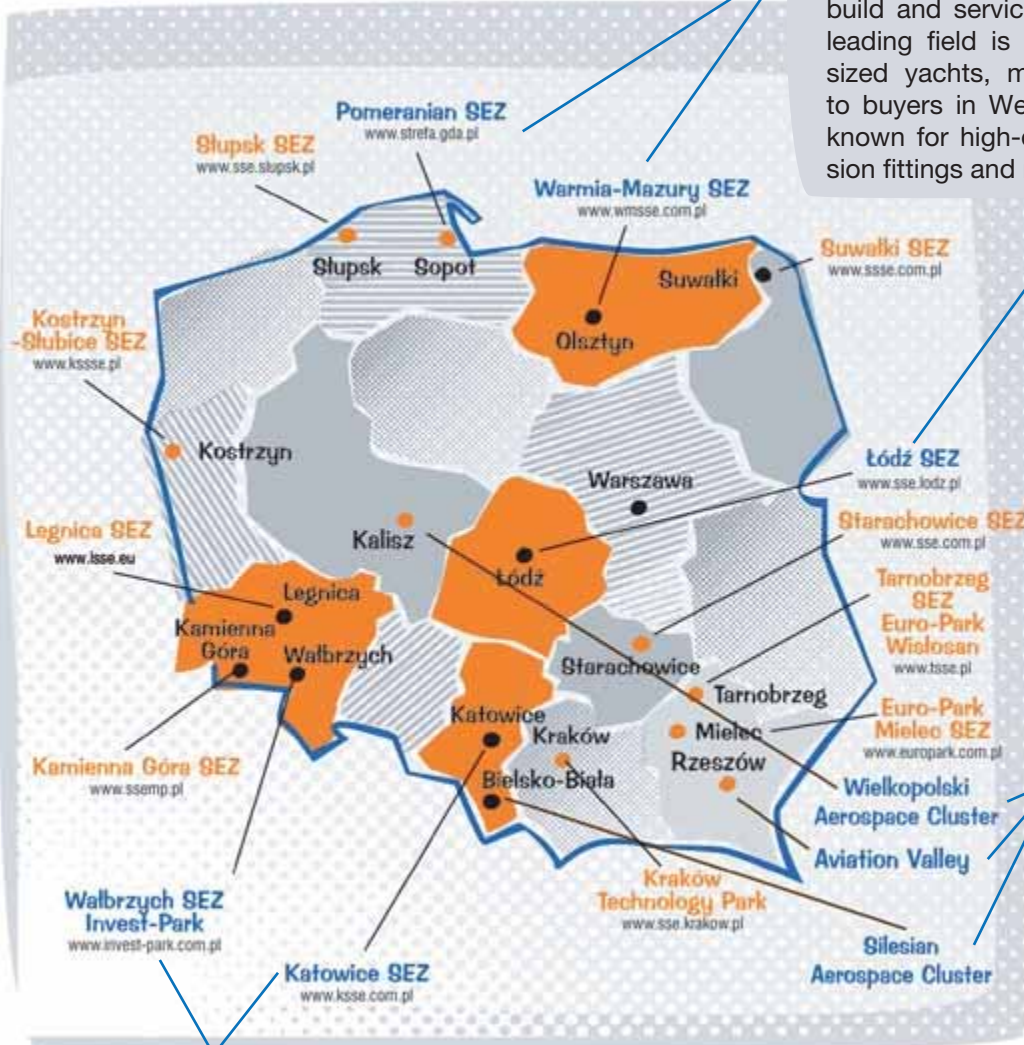 build and servic
leading field is
sized yachts, m
to buyers in We
known for high-
sion fittings and
Pomeranian SEZ
www.strefa.gda.pl
Słupsk SEZ
www.sse.slupsk.pl
Warmia-Mazury SEZ
www.wmsse.com.pl
Suwałki SEZ
www.ssse.com.pl
Słupsk
Sopot
Suwałki
Olsztyn
Kostrzyn
-Słubice SEZ
www.kssse.pl
Kostrzyn
Warszawa
Łódź SEZ
www.sse.lodz.pl
Legnica SEZ
www.lsse.eu
Kalisz
Łódź
Starachowice SEZ
www.sse.com.pl
Tarnobrzeg
SEZ
Euro-Park
Wisłosan
www.tsse.pl
Legnica
Kamienna
Góra
Wałbrzych
Starachowice
Tarnobrzeg
Katowice
Kraków
Mielec
Rzeszów
Euro-Park
Mielec SEZ
www.europark.com.pl
Bielsko-Biała
Kamienna Góra SEZ
www.ssemp.pl
Wielkopolski
Aerospace Cluster
Aviation Valley
Kraków
Technology Park
www.sse.krakow.pl
Wałbrzych SEZ
Invest-Park
www.invest-park.com.pl
Katowice SEZ
www.ksse.com.pl
Silesian
Aerospace Cluster